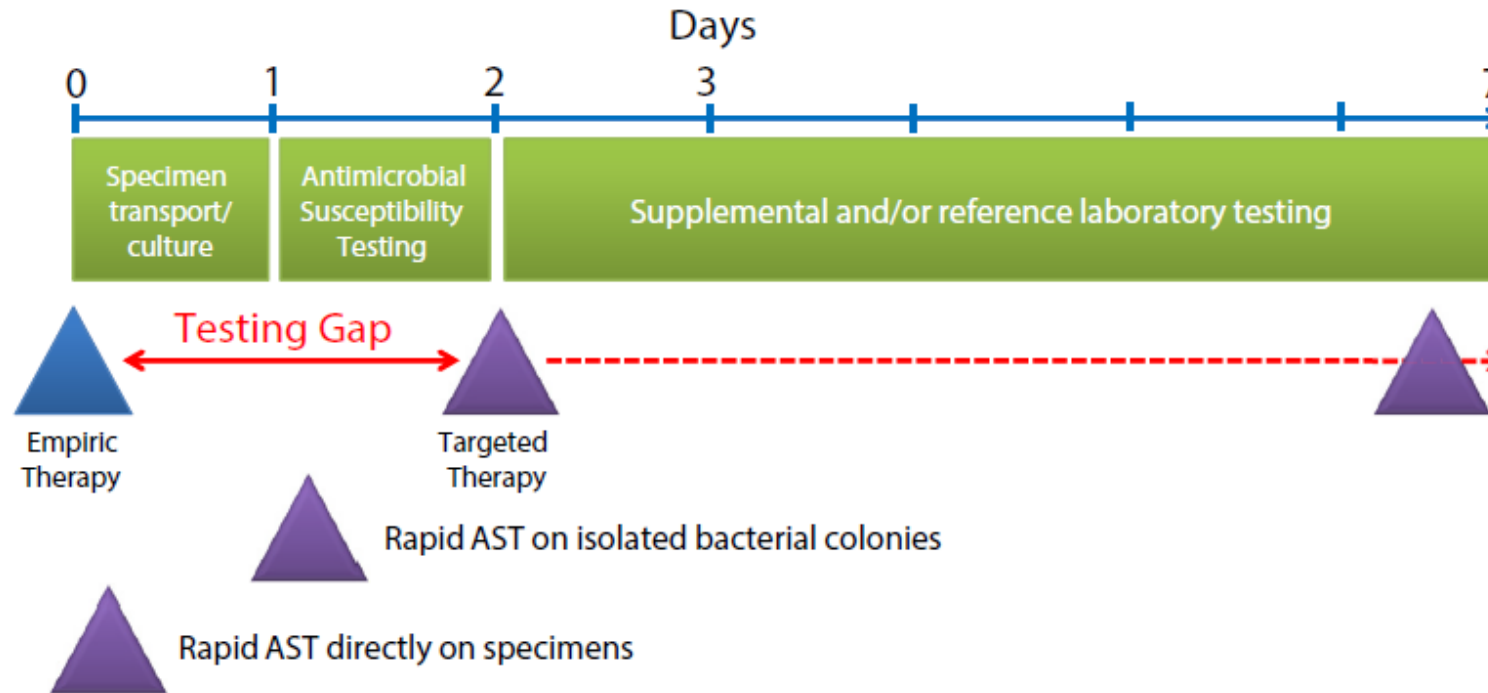 Days
0 1 2 3 7
Specimen
transport/
culture
Antimicrobial
Susceptibility
Testing
Supplemental and/or reference laboratory testing
Testing Gap
Empiric
Therapy
Targeted
Therapy
Rapid AST on isolated bacterial colonies
Rapid AST directly on specimens